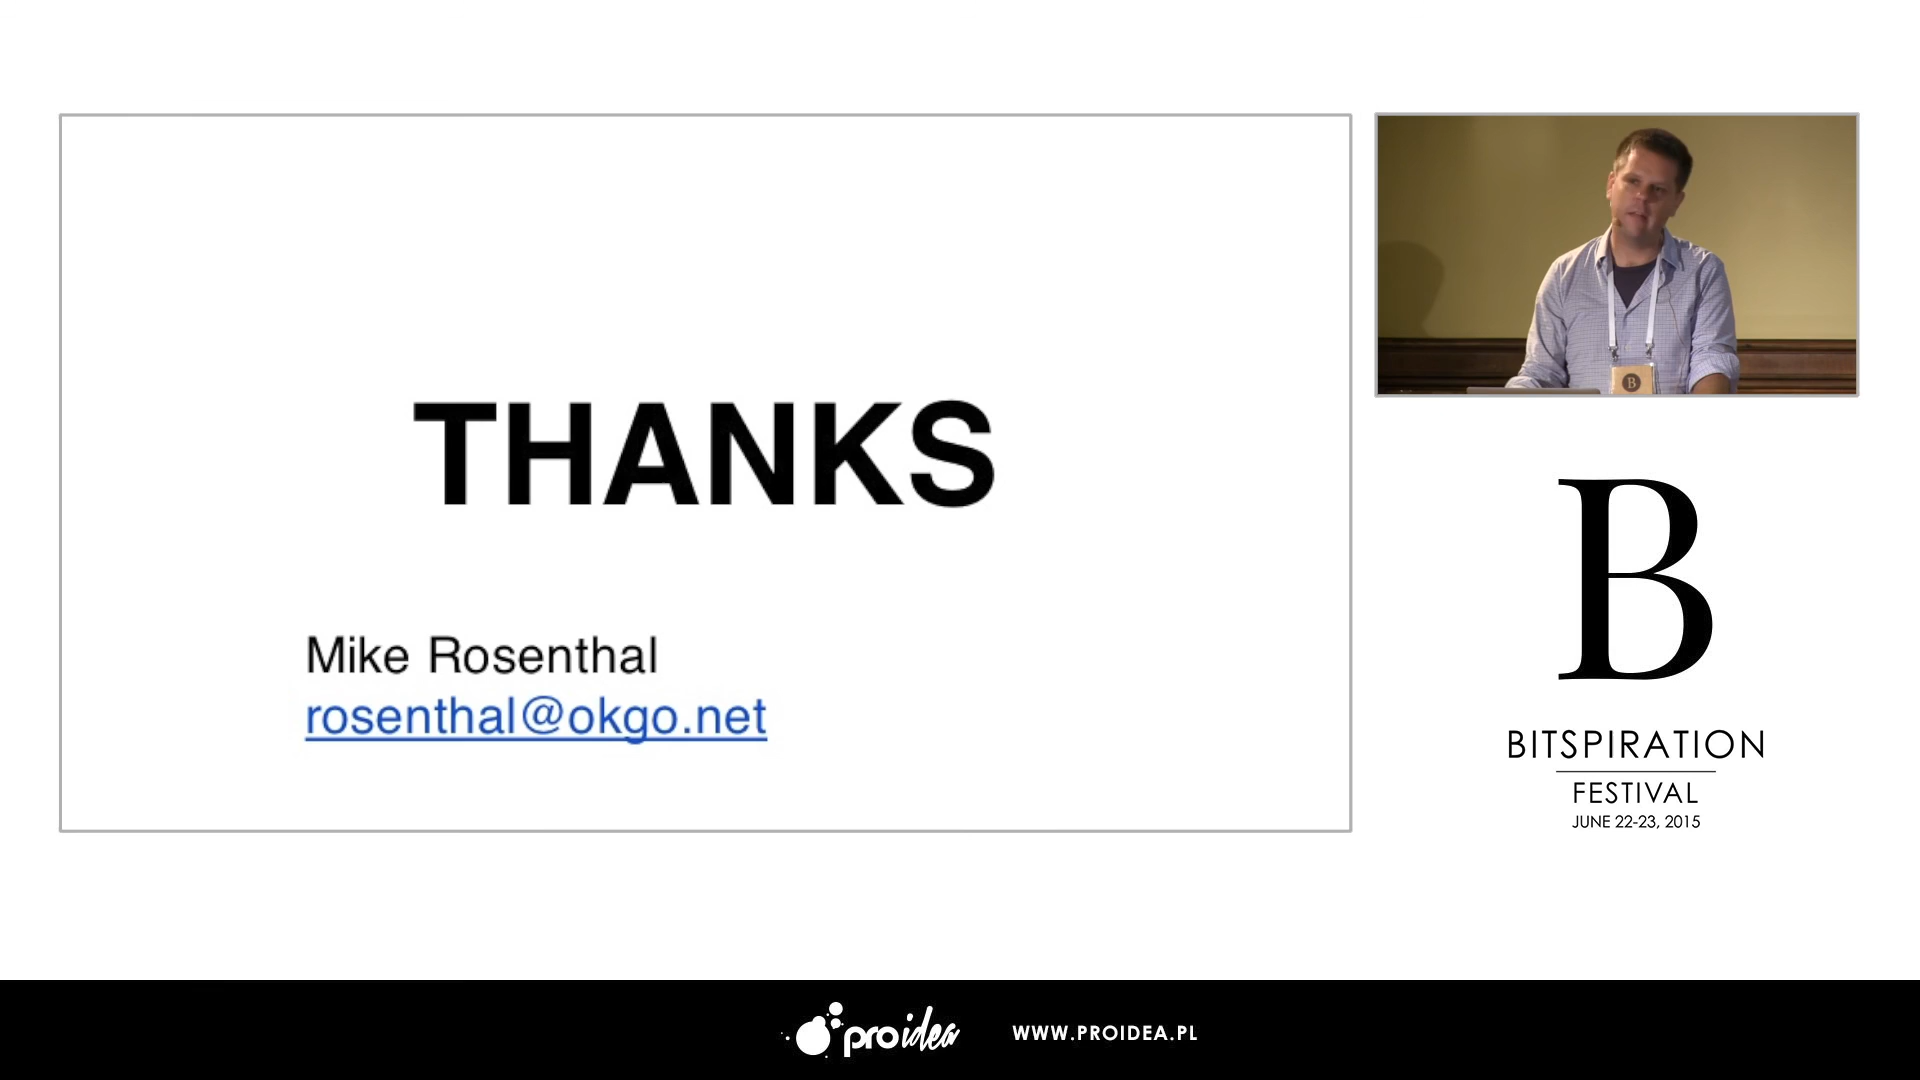 THANKS
Mike Rosenthal
rosenthal@okgo.net
B
B
BITSPIRATION
FESTIVAL
JUNE 22-23, 2015
proidea
WWW.PROIDEA.PL